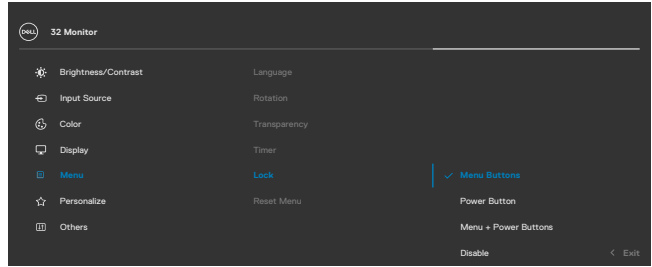 DELL 32 Monitor
Brightness/Contrast Language
Input Source Rotation
Color Transparency
Display Timer
Menu Lock Menu Buttons
Personalize Reset Menu Power Button
Others Menu + Power Buttons
Disable Exit